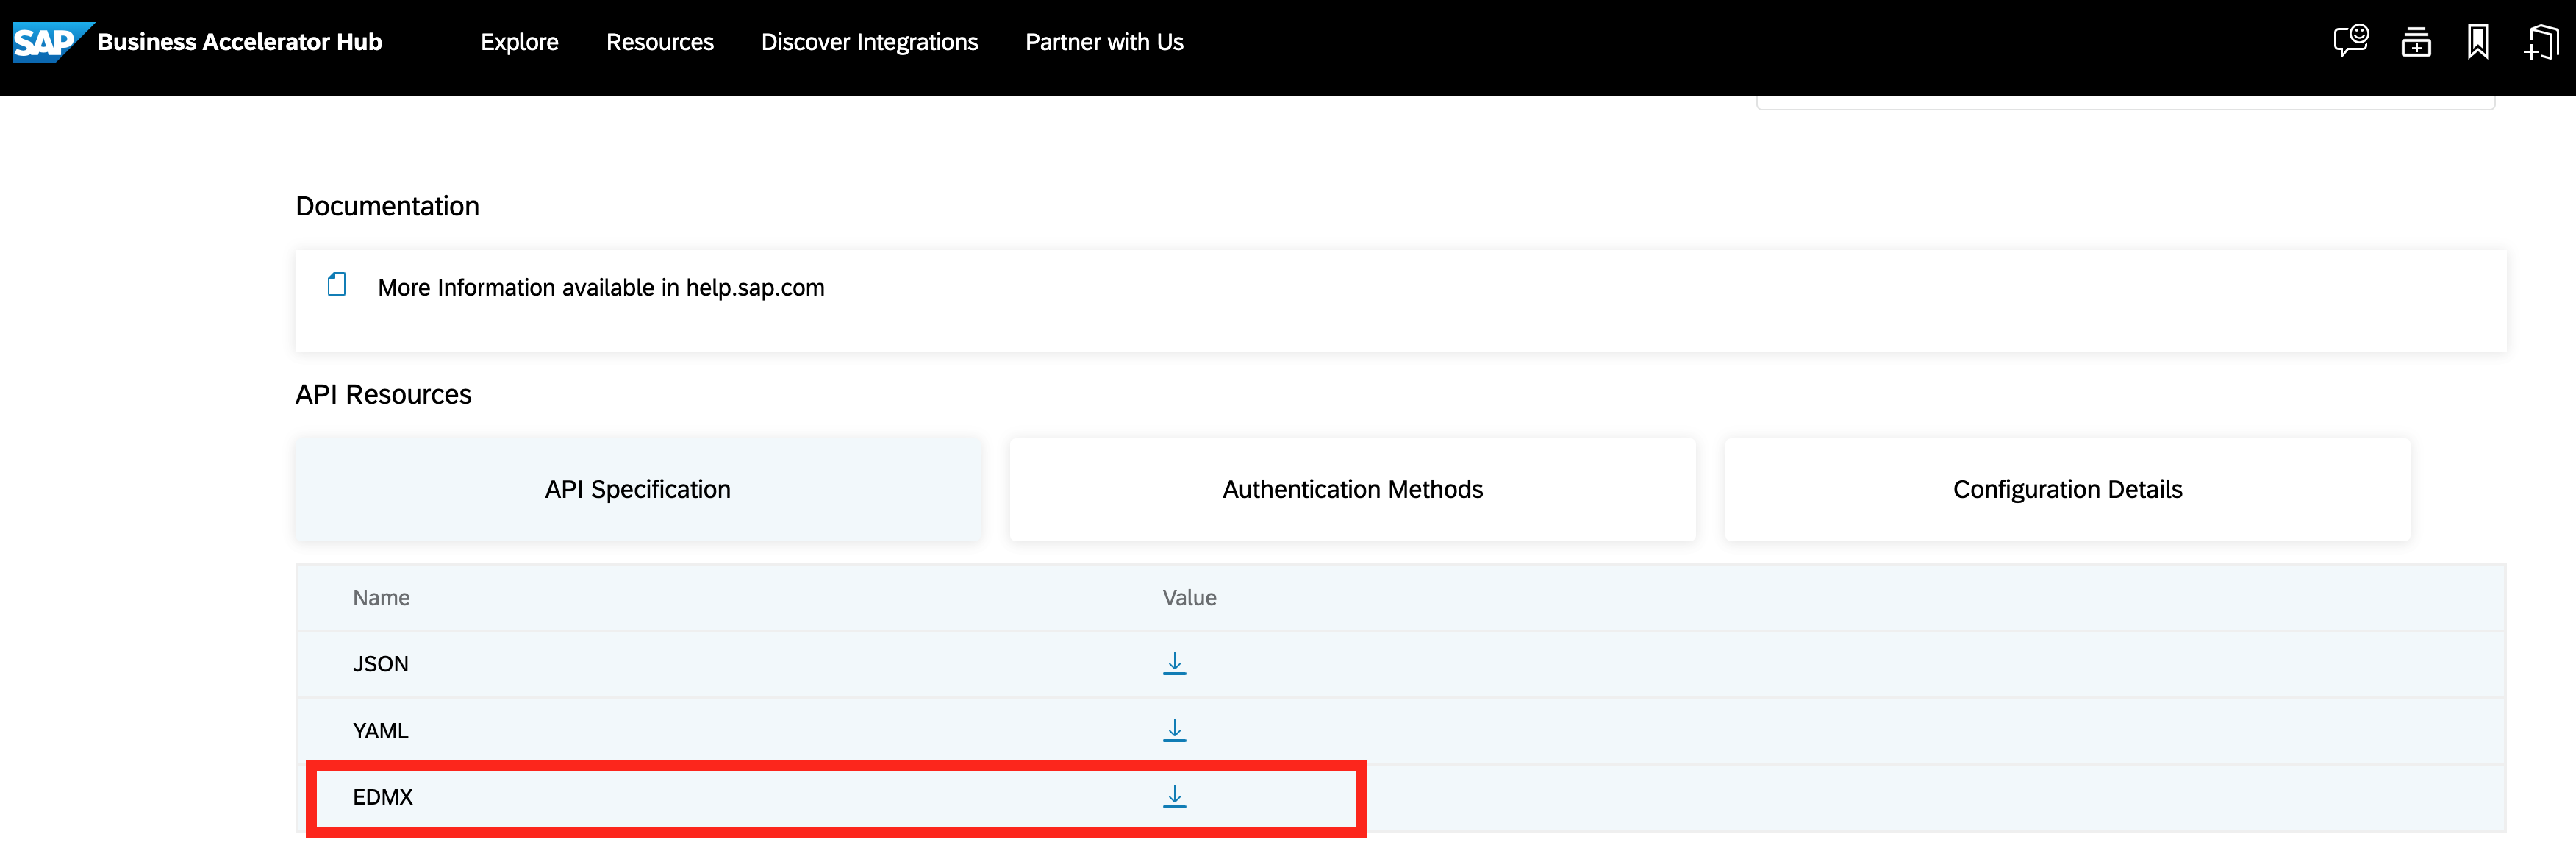 SAP Business Accelerator Hub Explore Resources Discover Integrations Partner with Us
Documentation
More Information available in help.sap.com
API Resources
API Specification Authentication Methods Configuration Details
Name Value
JSON
YAML
EDMX